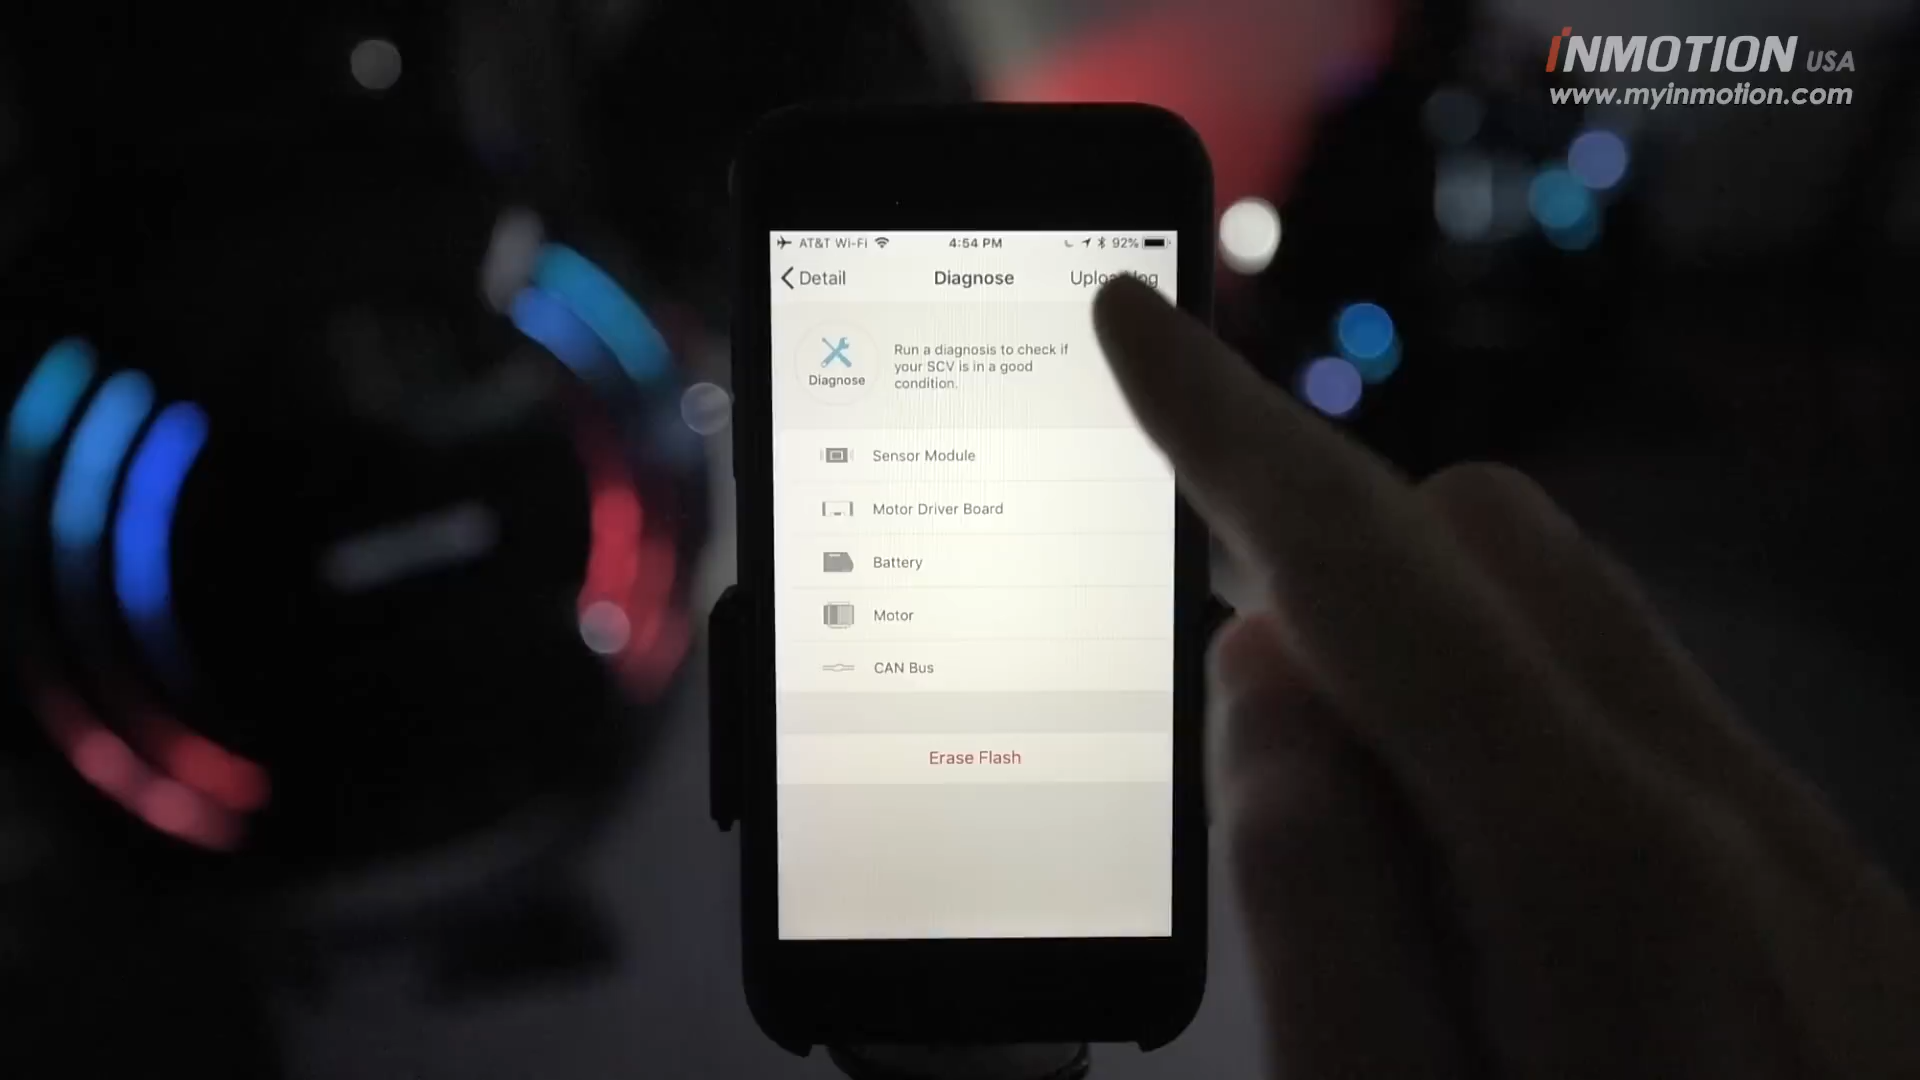 INMOTION USA
www.myinmotion.com
AT&T Wi-Fi 4:54 PM 92%
Detail Diagnose
Run a diagnosis to check if
your SCV is in a good
condition.
Diagnose
Sensor Module
Motor Driver Board
Battery
Motor
CAN Bus
Erase Flash